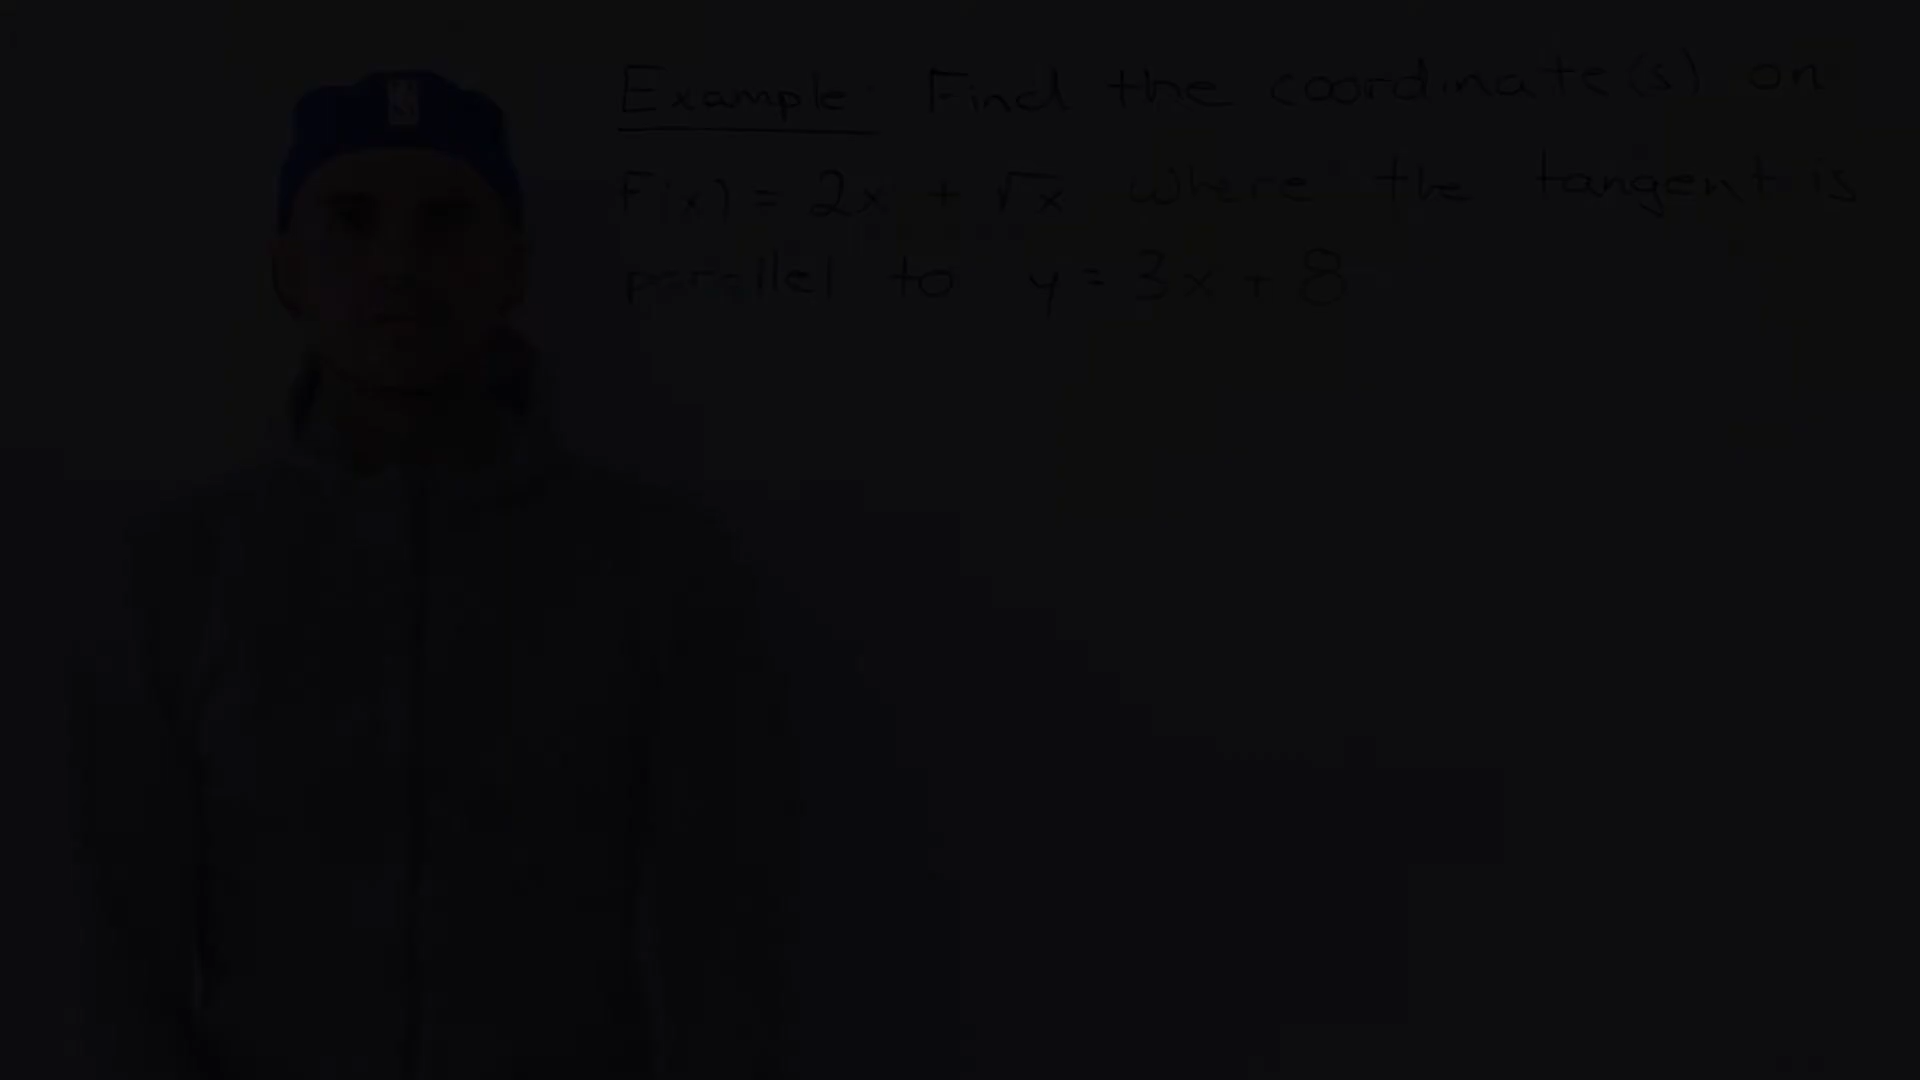 Example: Find the coordinate(s) on
F(x) = 2x + √x where the tangent is
parallel to y = 3x + 8